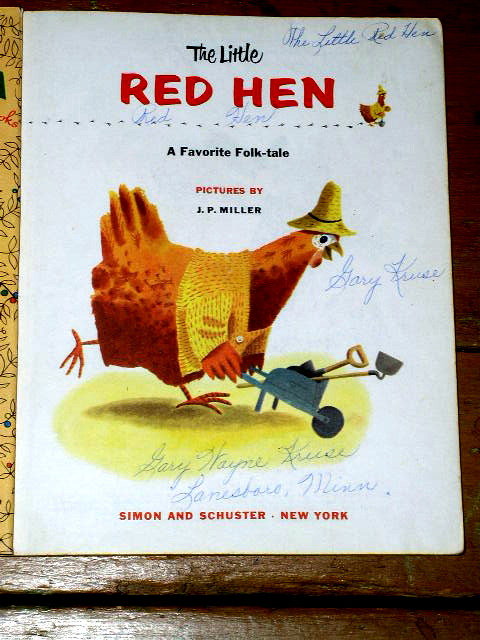 The Little Red Hen
The Little
RED HEN
Red Hen
A Favorite Folk-tale
PICTURES BY
J. P. MILLER
Gary Kruse
Gary Wayne Kruse
Lanesboro, Minn.
SIMON AND SCHUSTER · NEW YORK